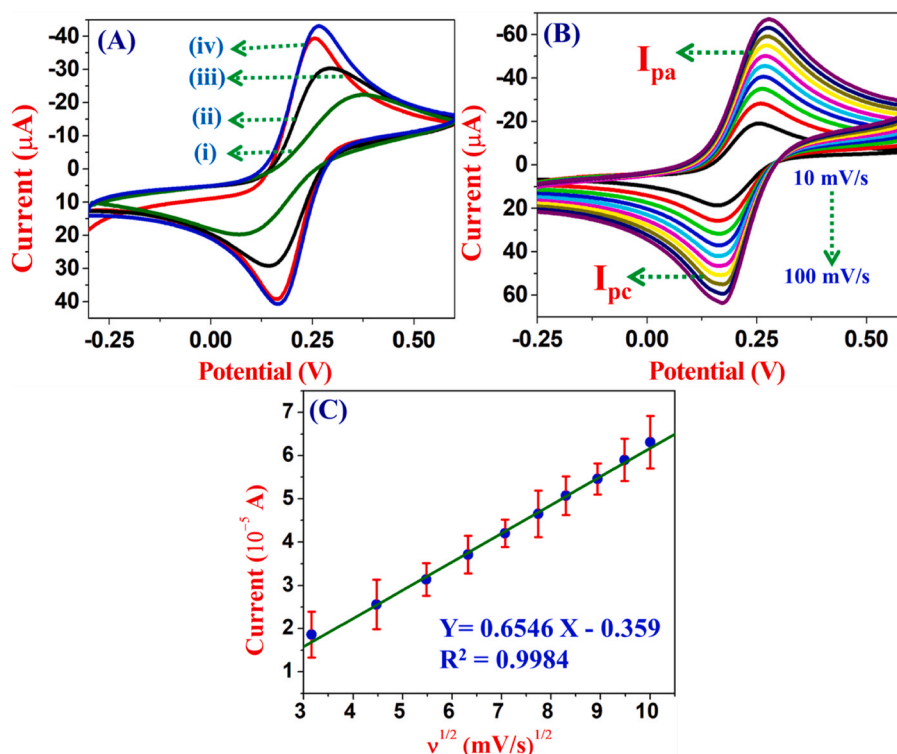 (A)
(iv)
(iii)
(ii)
(i)
-40
-30
-20
-10
0
10
20
30
40
Current (μA)
-0.25
0.00
0.25
0.50
Potential (V)
(B)
I_pa
10 mV/s
100 mV/s
I_pc
-60
-40
-20
0
20
40
60
Current (μA)
-0.25
0.00
0.25
0.50
Potential (V)
(C)
7
6
5
4
3
2
1
Current (10⁻⁵ A)
Y= 0.6546 X - 0.359
R² = 0.9984
3
4
5
6
7
8
9
10
ν^1/2 (mV/s)^1/2